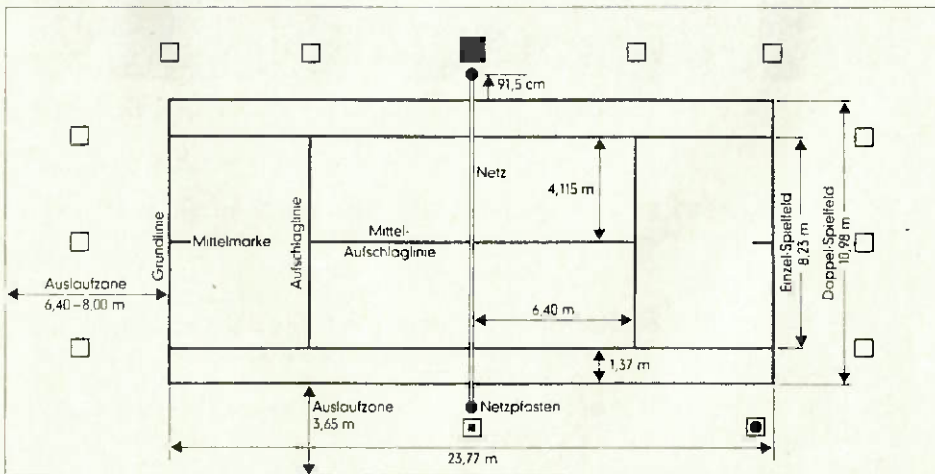 91,5 cm
Netz
4,115 m
Grundlinie
Mittelmarke
Aufschlaglinie
Mittel-
Aufschlaglinie
Einzel-Spielfeld
8,23 m
Doppel-Spielfeld
10,98 m
Auslaufzone
6,40–8,00 m
6,40 m
1,37 m
Auslaufzone
3,65 m
Netzpfosten
23,77 m